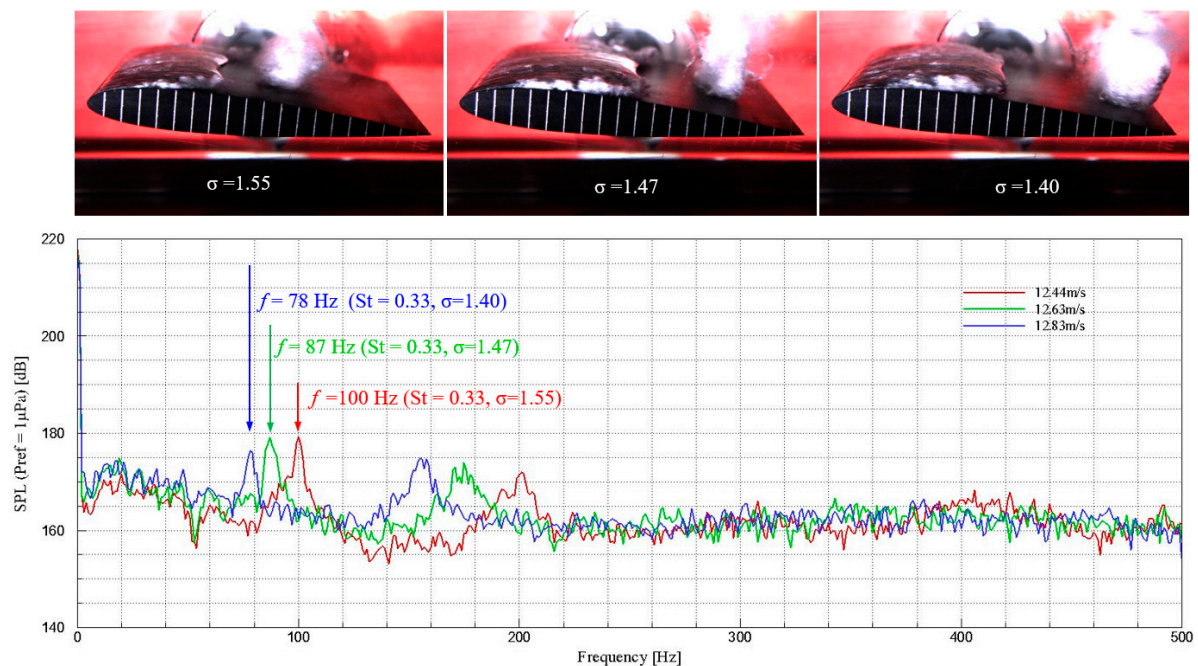 σ =1.55
σ =1.47
σ =1.40
220
200
180
160
140
SPL (Pref = 1μPa) [dB]
f = 78 Hz (St = 0.33, σ=1.40)
f = 87 Hz (St = 0.33, σ=1.47)
f =100 Hz (St = 0.33, σ=1.55)
12.44m/s
12.63m/s
12.83m/s
0
100
200
300
400
500
Frequency [Hz]